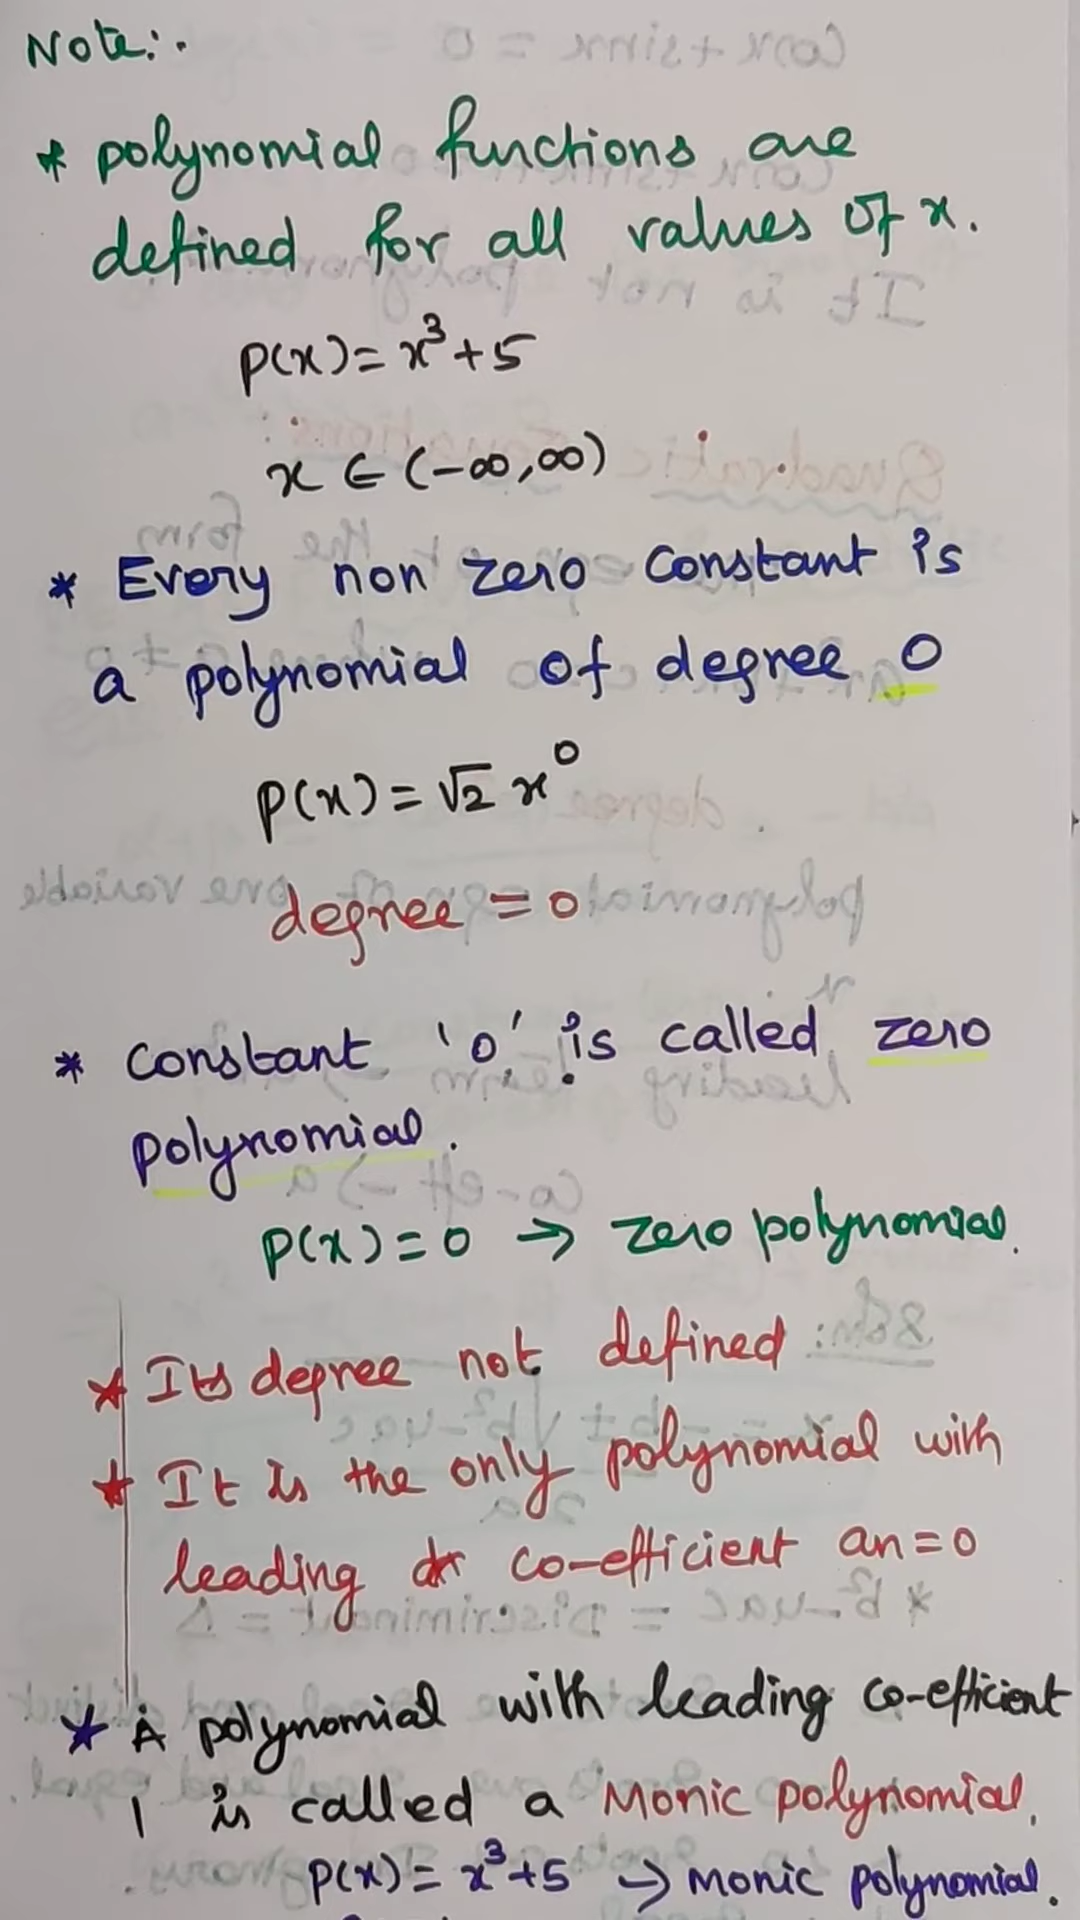 Note:-
* polynomial functions are
defined for all values of x.
p(x) = x³+5
x ∈ (-∞,∞)
* Every non zero constant is
a polynomial of degree 0
p(x) = √2 x⁰
degree = 0
* constant '0' is called zero
polynomial.
p(x) = 0 → zero polynomial.
* Its degree not defined
* It is the only polynomial with
leading co-efficient an=0
* A polynomial with leading co-efficient
1 is called a Monic polynomial.
p(x) = x³+5 → monic polynomial.